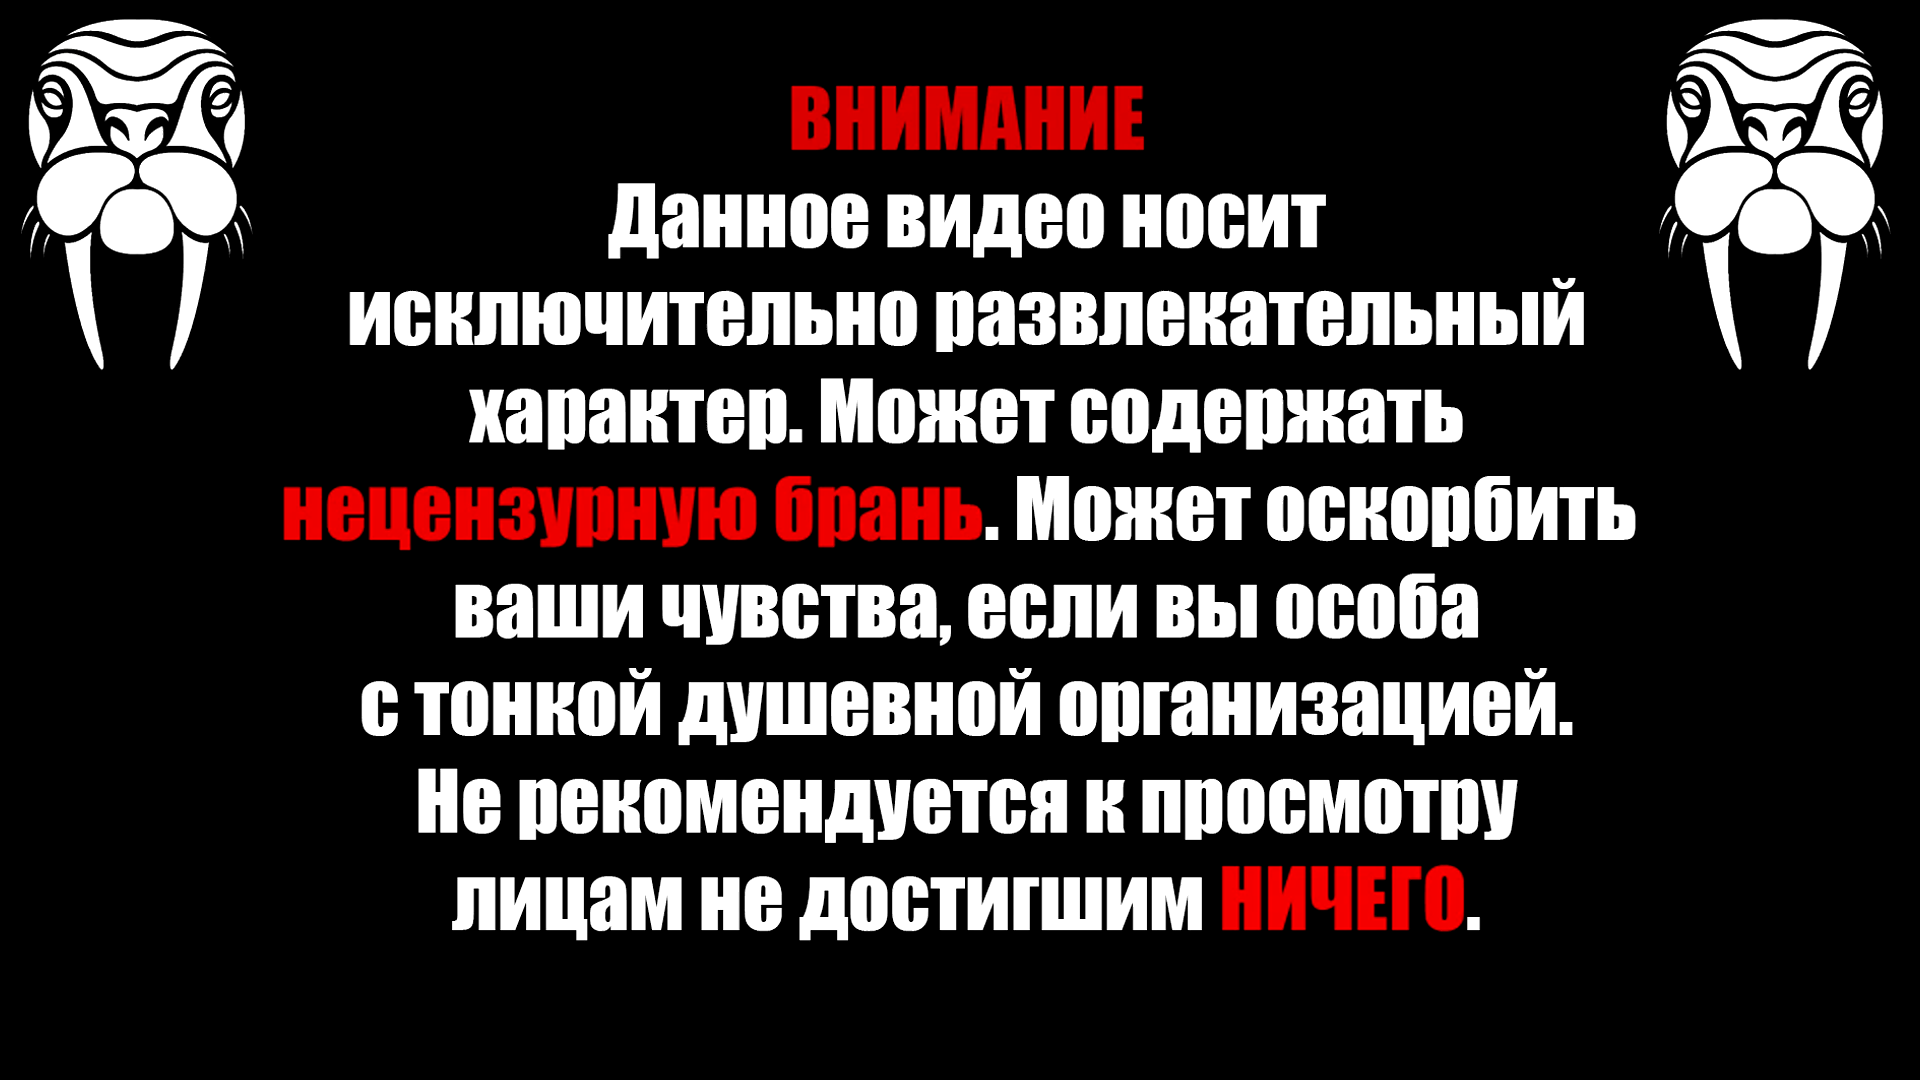 ВНИМАНИЕ
Данное видео носит
исключительно развлекательный
характер. Может содержать
нецензурную брань. Может оскорбить
ваши чувства, если вы особа
с тонкой душевной организацией.
Не рекомендуется к просмотру
лицам не достигшим НИЧЕГО.